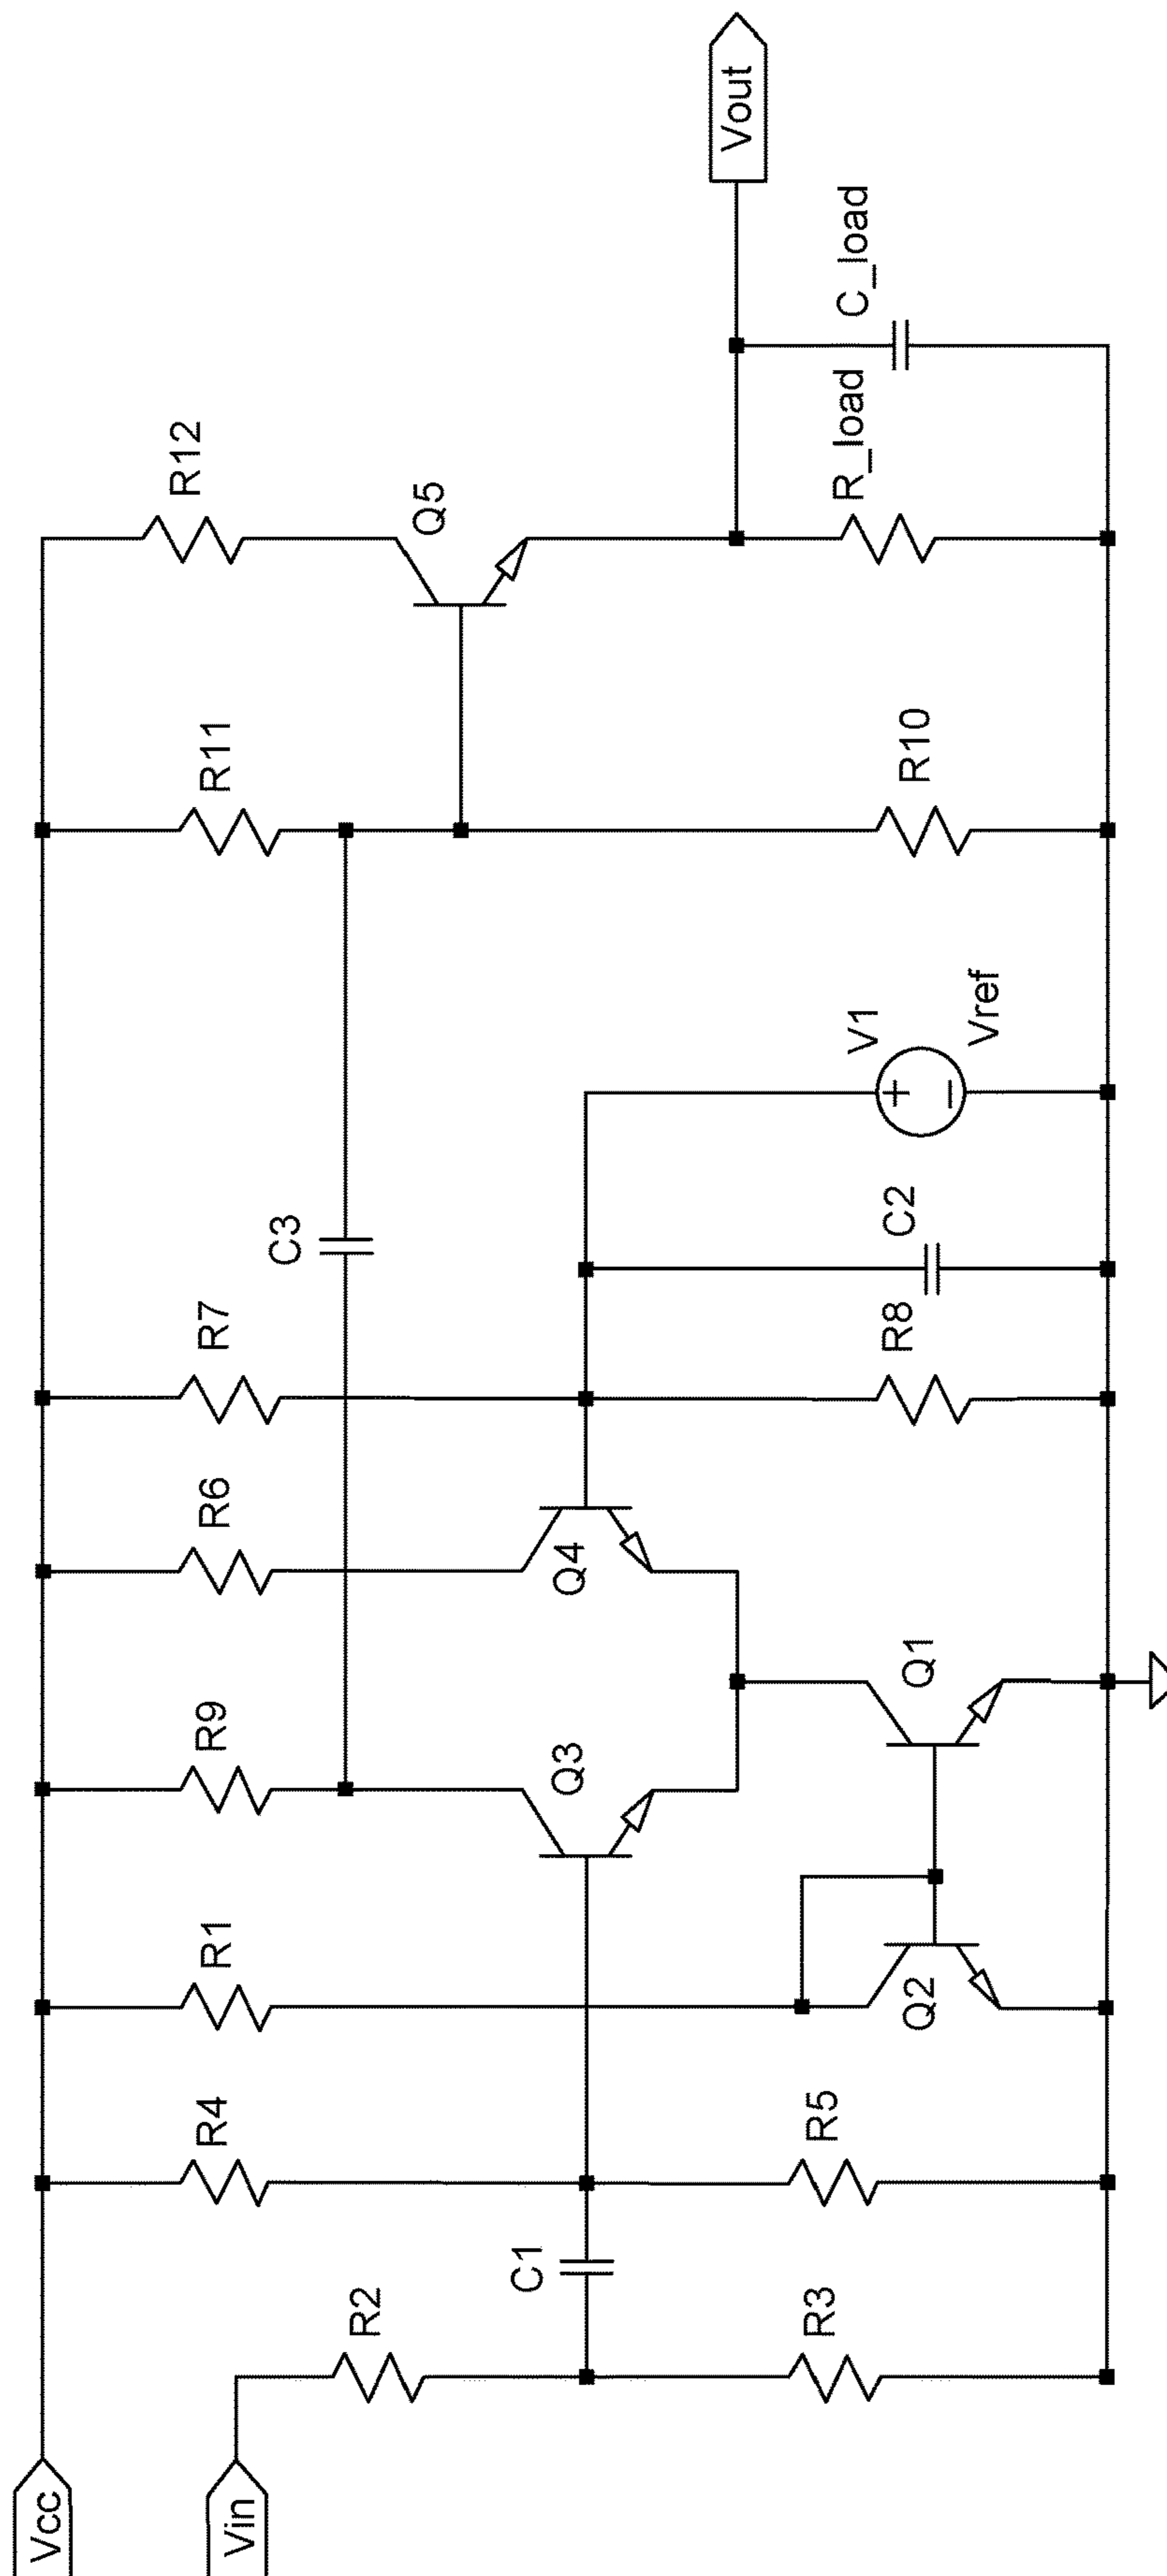 Vcc
Vin
R2
R3
C1
R4
R5
R1
Q2
R9
Q3
Q1
R6
Q4
R7
R8
C3
C2
V1
Vref
R11
R10
R12
Q5
R_load
C_load
Vout